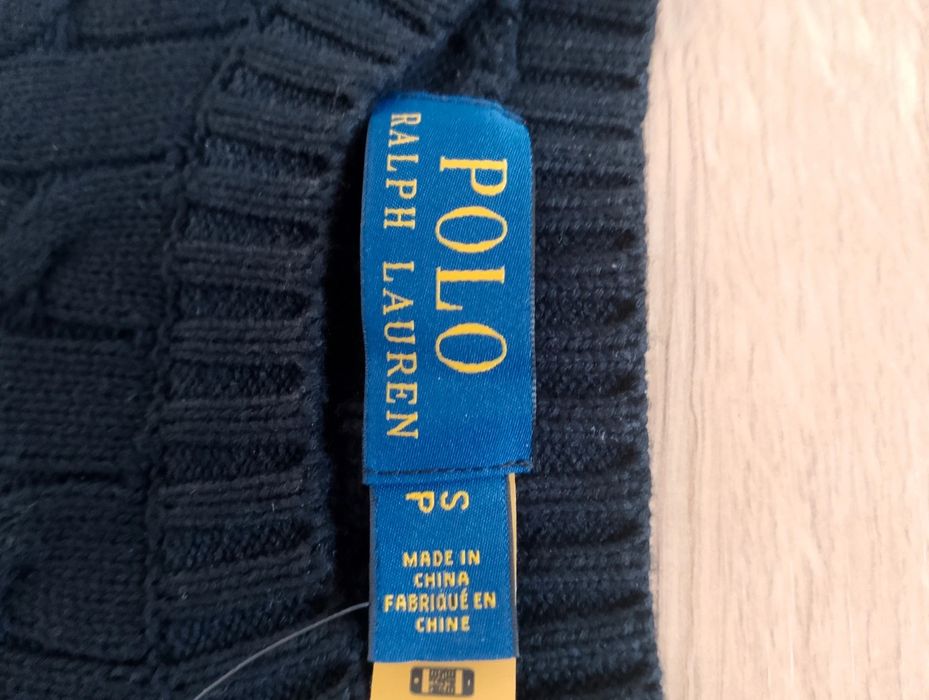 POLO
RALPH LAUREN
S
P
MADE IN
CHINA
FABRIQUÉ EN
CHINE